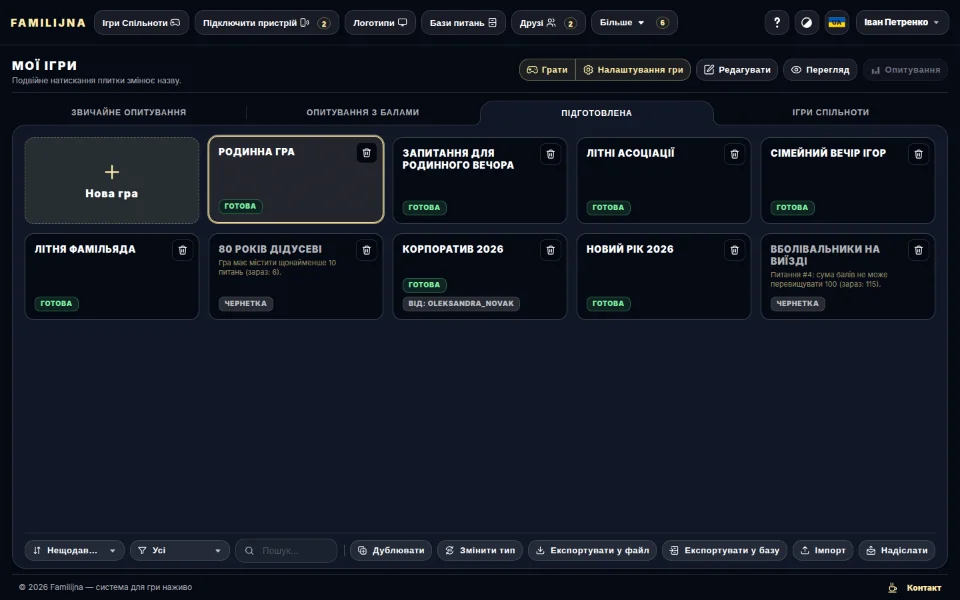 FAMILIJNA
Ігри Спільноти
Підключити пристрій 2
Логотипи
Бази питань
Друзі 2
Більше 6
?
UA
Іван Петренко
МОЇ ІГРИ
Подвійне натискання плитки змінює назву.
Грати
Налаштування гри
Редагувати
Перегляд
Опитування
ЗВИЧАЙНЕ ОПИТУВАННЯ
ОПИТУВАННЯ З БАЛАМИ
ПІДГОТОВЛЕНА
ІГРИ СПІЛЬНОТИ
Нова гра
РОДИННА ГРА
ГОТОВА
ЗАПИТАННЯ ДЛЯ
РОДИННОГО ВЕЧОРА
ГОТОВА
ЛІТНІ АСОЦІАЦІЇ
ГОТОВА
СІМЕЙНИЙ ВЕЧІР ІГОР
ГОТОВА
ЛІТНЯ ФАМІЛЬЯДА
ГОТОВА
80 РОКІВ ДІДУСЕВІ
Гра має містити щонайменше 10
питань (зараз: 6).
ЧЕРНЕТКА
КОРПОРАТИВ 2026
ГОТОВА
ВІД: OLEKSANDRA_NOVAK
НОВИЙ РІК 2026
ГОТОВА
ВБОЛІВАЛЬНИКИ НА
ВИЇЗДІ
Питання #4: сума балів не може
перевищувати 100 (зараз: 115).
ЧЕРНЕТКА
Нещодав...
Усі
Пошук...
Дублювати
Змінити тип
Експортувати у файл
Експортувати у базу
Імпорт
Надіслати
© 2026 Familijna — система для гри наживо
Контакт